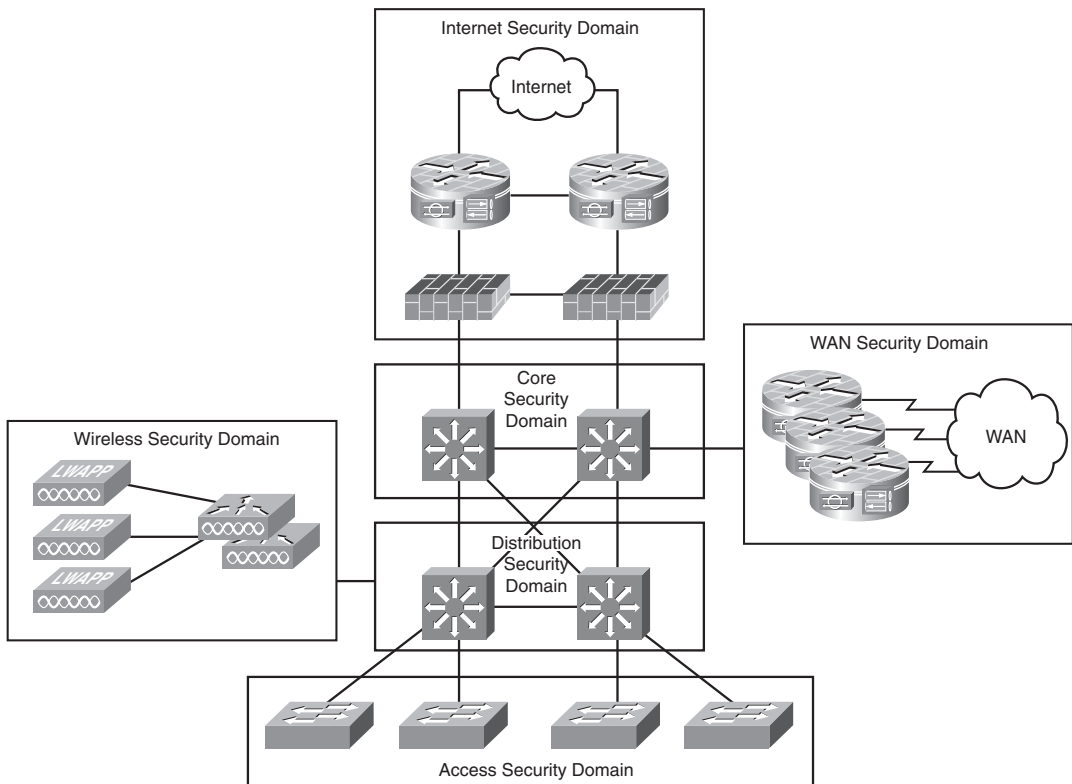 Internet Security Domain
Internet
WAN Security Domain
WAN
Core
Security
Domain
Wireless Security Domain
LWAPP
LWAPP
LWAPP
Distribution
Security
Domain
Access Security Domain